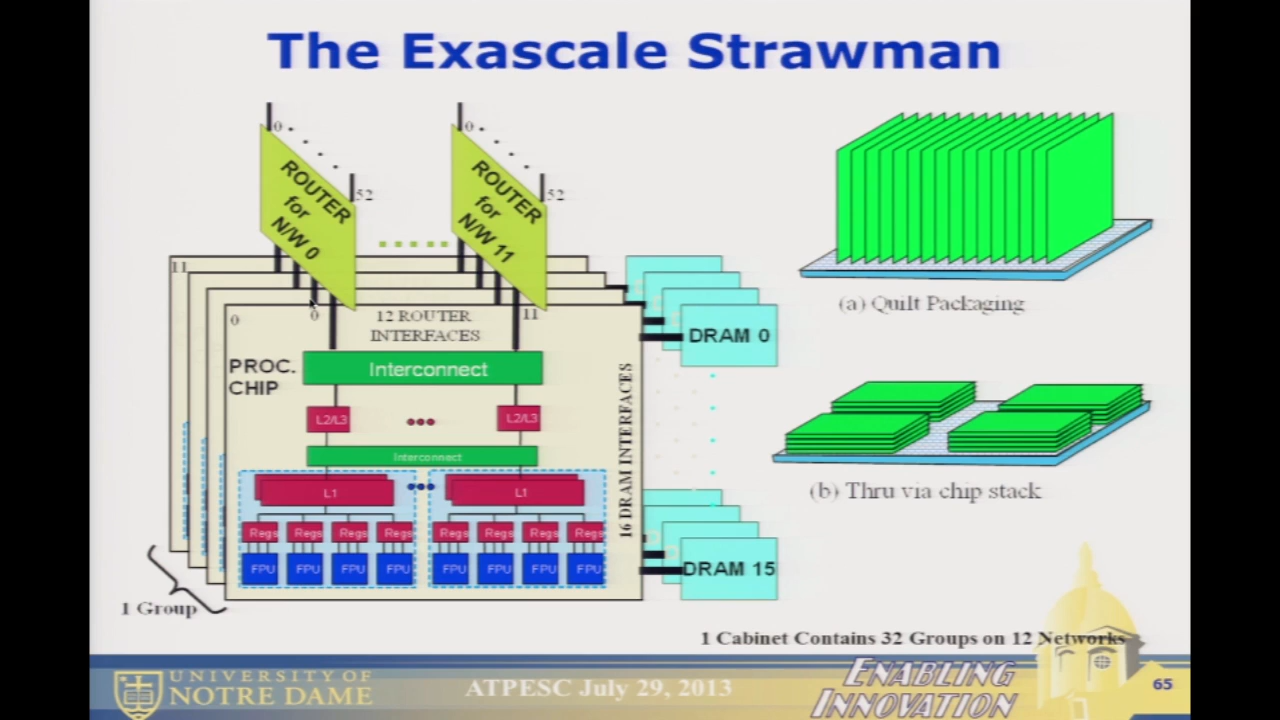 The Exascale Strawman
0
52
ROUTER
for
N/W 0
0
52
ROUTER
for
N/W 11
11
0
0
12 ROUTER
INTERFACES
11
PROC.
CHIP
Interconnect
L2/L3
L2/L3
Interconnect
L1
L1
Regs
Regs
Regs
Regs
Regs
Regs
Regs
Regs
FPU
FPU
FPU
FPU
FPU
FPU
FPU
FPU
16 DRAM INTERFACES
DRAM 0
DRAM 15
1 Group
(a) Quilt Packaging
(b) Thru via chip stack
1 Cabinet Contains 32 Groups on 12 Networks
UNIVERSITY OF
NOTRE DAME
ATPESC July 29, 2013
ENABLING
INNOVATION
65